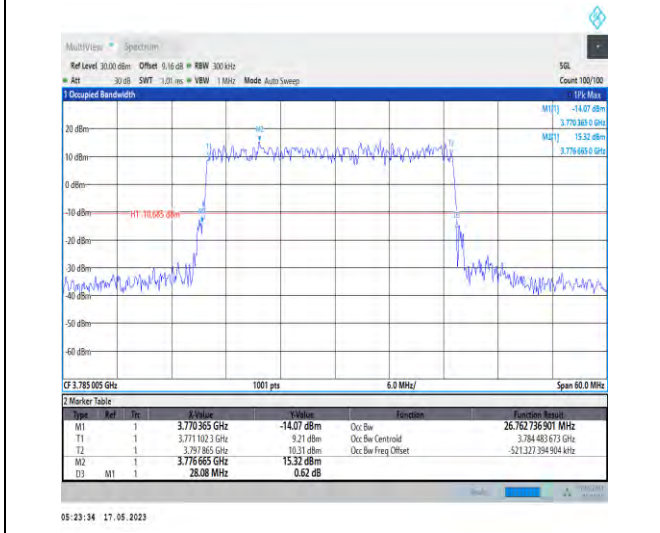 MultiView Spectrum
Ref Level 30.00 dBm Offset 9.16 dB RBW 300 kHz SGL
Att 30 dB SWT 1.01 ms VBW 1 MHz Mode Auto Sweep Count 100/100
1 Occupied Bandwidth 1Pk Max
M1[1] -14.07 dBm
3.770 365 0 GHz
M2[1] 15.32 dBm
3.776 665 0 GHz
20 dBm
M2
T1 T2
10 dBm
0 dBm
-10 dBm H1 -10.685 dBm
-20 dBm
-30 dBm
-40 dBm
-50 dBm
-60 dBm
CF 3.785 005 GHz 1001 pts 6.0 MHz/ Span 60.0 MHz
2 Marker Table
Type Ref Trc X-Value Y-Value Function Function Result
M1 1 3.770 365 GHz -14.07 dBm Occ Bw 26.762 736 901 MHz
T1 1 3.771 102 3 GHz 9.21 dBm Occ Bw Centroid 3.784 483 673 GHz
T2 1 3.797 865 GHz 10.31 dBm Occ Bw Freq Offset -521.327 394 904 kHz
M2 1 3.776 665 GHz 15.32 dBm
D3 M1 1 28.08 MHz 0.62 dB
05:23:34 17.05.2023